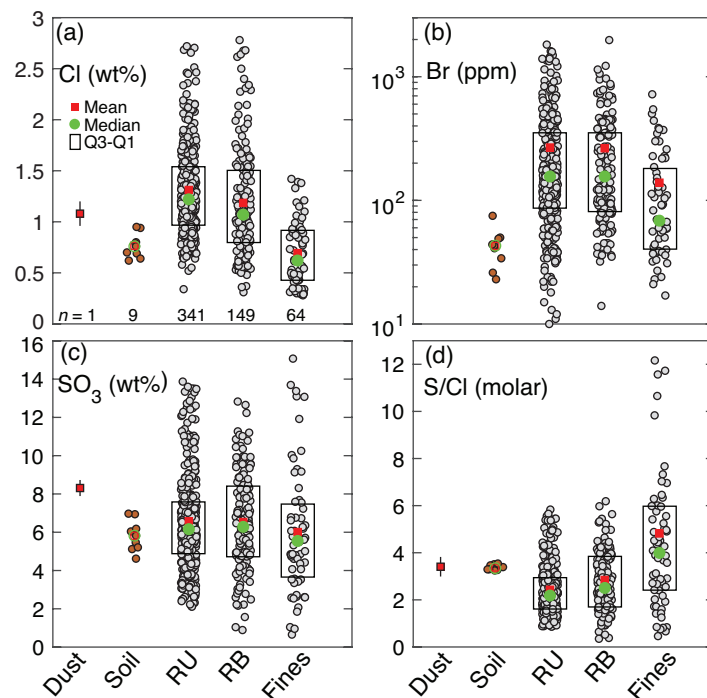 (a)
Cl (wt%)
Mean
Median
Q3-Q1
3
2.5
2
1.5
1
0.5
0
n = 1 9 341 149 64
(b)
Br (ppm)
10³
10²
10¹
(c)
SO₃ (wt%)
16
14
12
10
8
6
4
2
0
Dust Soil RU RB Fines
(d)
S/Cl (molar)
12
10
8
6
4
2
0
Dust Soil RU RB Fines